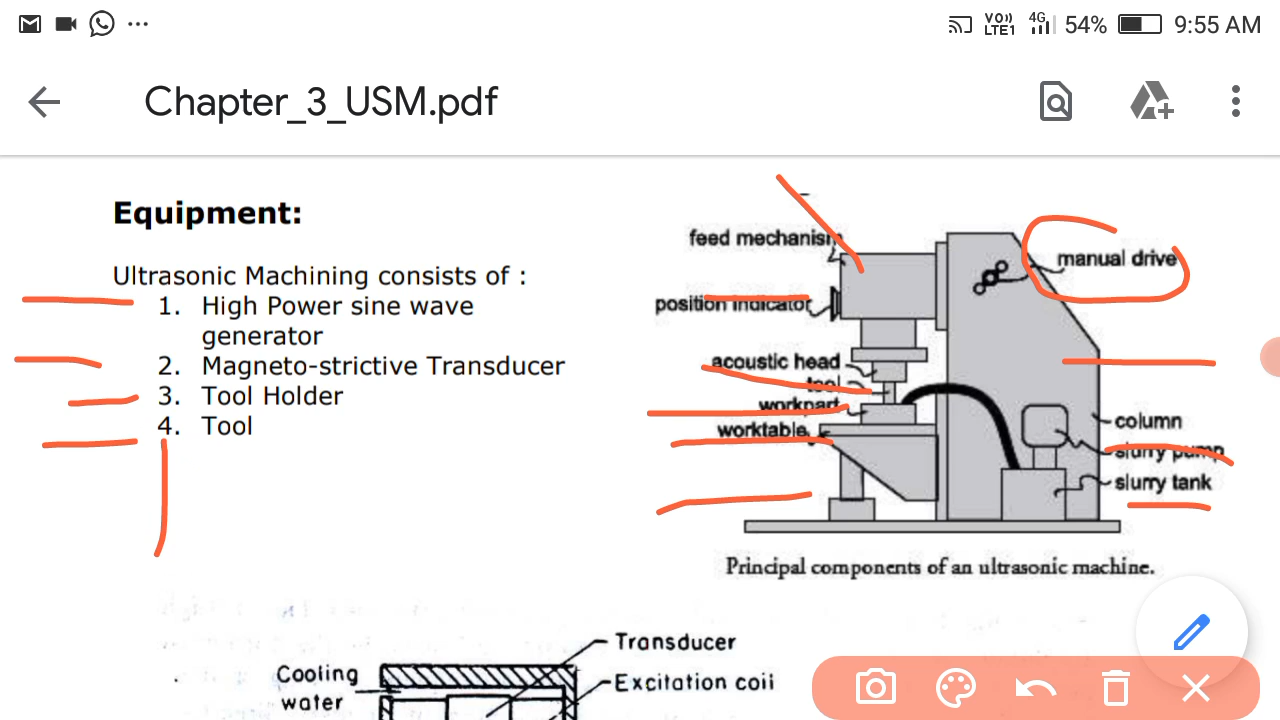 VO)) LTE1 4G 54% 9:55 AM
Chapter_3_USM.pdf
Equipment:
Ultrasonic Machining consists of :
1. High Power sine wave
generator
2. Magneto-strictive Transducer
3. Tool Holder
4. Tool
feed mechanism
position indicator
acoustic head
tool
workpart
worktable
manual drive
column
slurry pump
slurry tank
Principal components of an ultrasonic machine.
Transducer
Cooling
water
Excitation coil